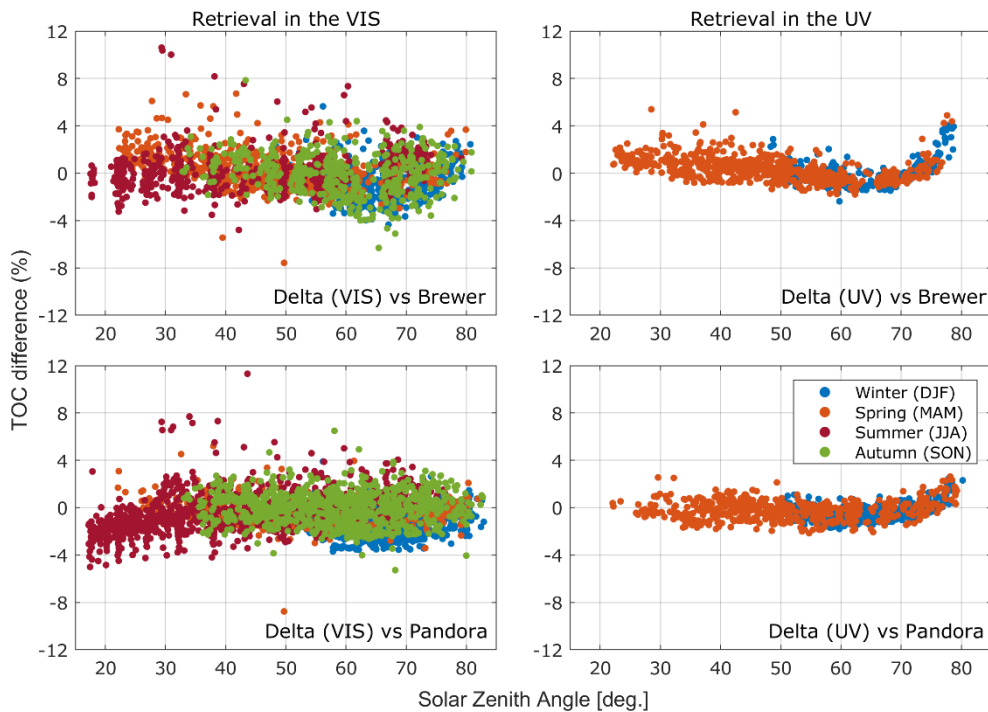 Retrieval in the VIS
Retrieval in the UV
12
8
4
0
-4
-8
-12
20 30 40 50 60 70 80
Delta (VIS) vs Brewer
12
8
4
0
-4
-8
-12
20 30 40 50 60 70 80
Delta (UV) vs Brewer
TOC difference (%)
12
8
4
0
-4
-8
-12
20 30 40 50 60 70 80
Delta (VIS) vs Pandora
12
8
4
0
-4
-8
-12
20 30 40 50 60 70 80
Winter (DJF)
Spring (MAM)
Summer (JJA)
Autumn (SON)
Delta (UV) vs Pandora
Solar Zenith Angle [deg.]